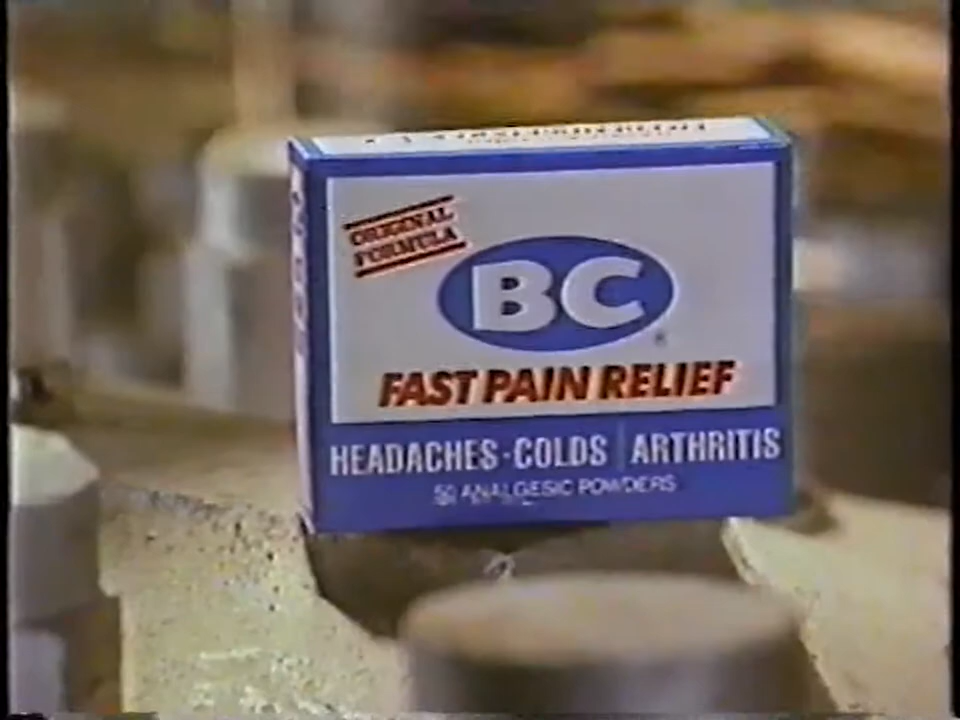 ORIGINAL
FORMULA
BC
®
FAST PAIN RELIEF
HEADACHES-COLDS | ARTHRITIS
50 ANALGESIC POWDERS